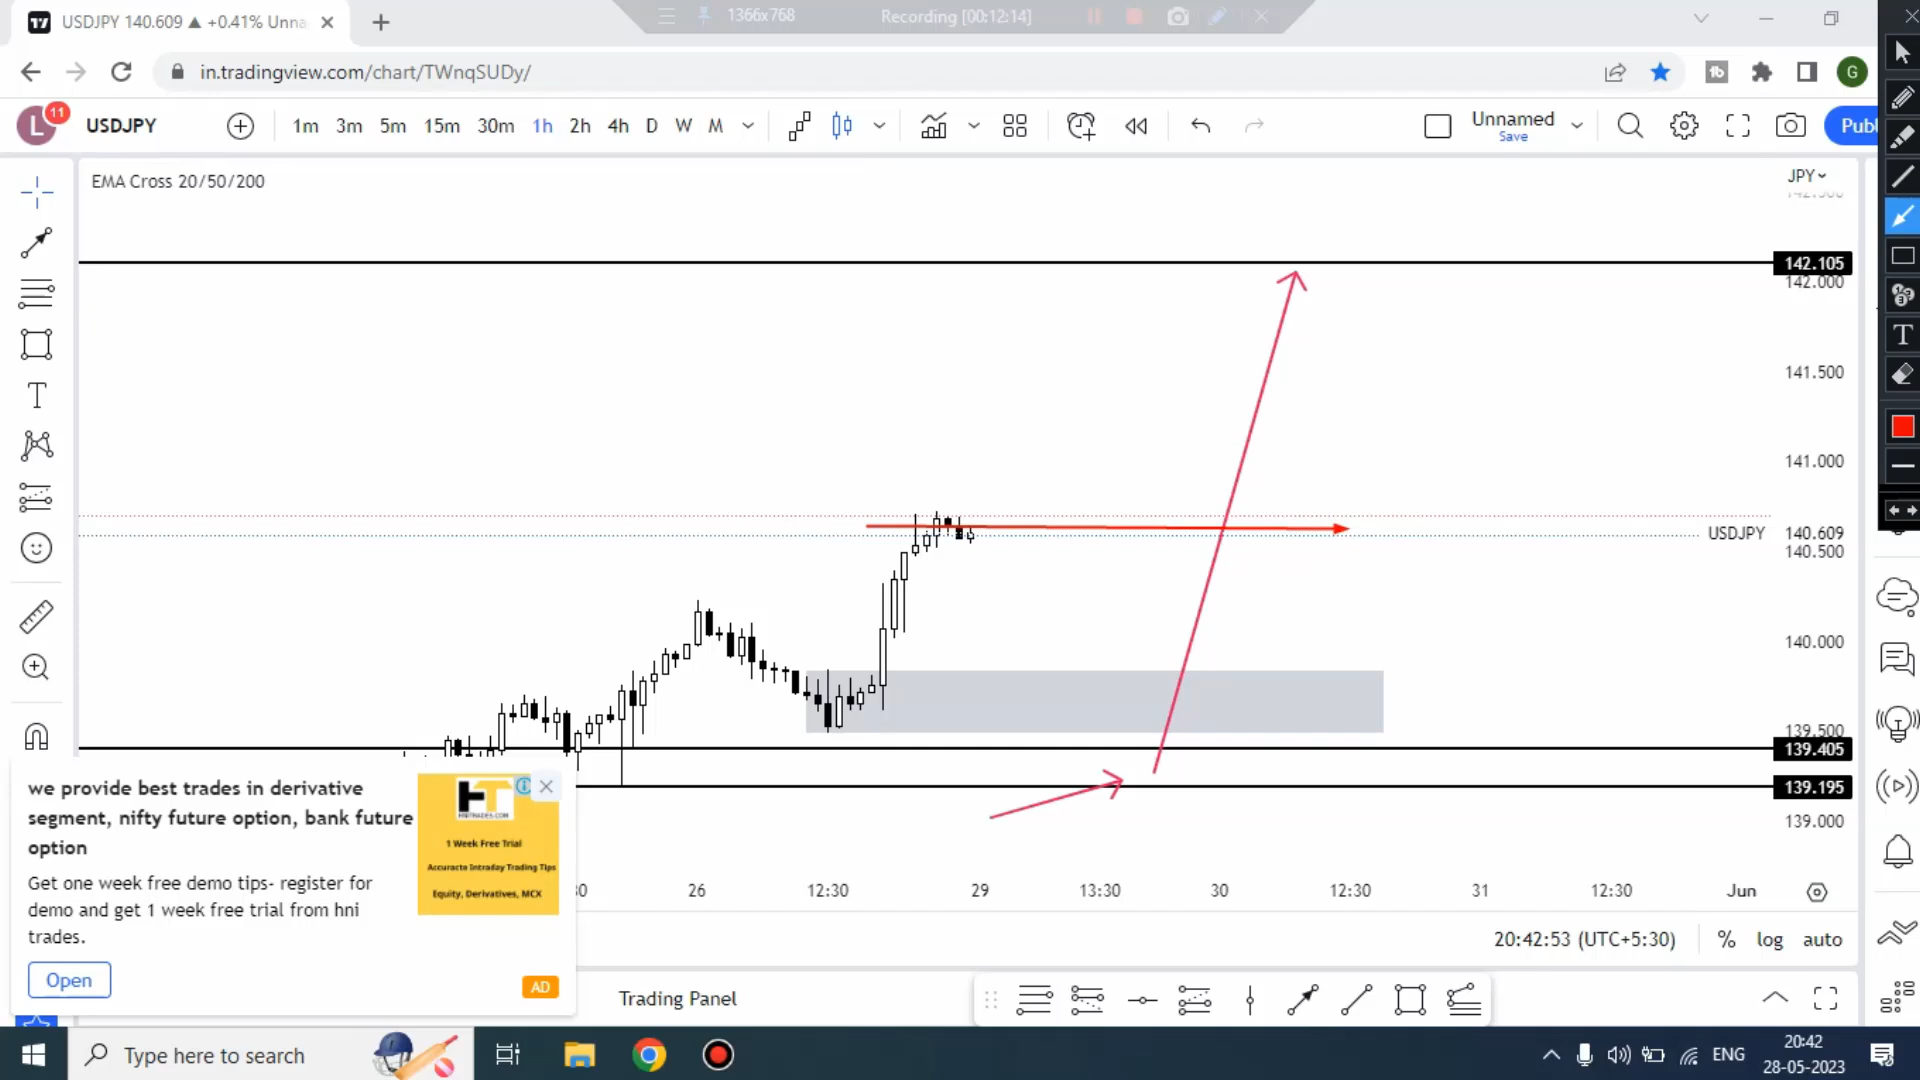 USDJPY 140.609 ▲ +0.41% Unna
1366x768
Recording [00:12:14]
in.tradingview.com/chart/TWnqSUDy/
G
L
11
USDJPY
1m 3m 5m 15m 30m 1h 2h 4h D W M
Unnamed
Save
Publ
EMA Cross 20/50/200
JPY
142.500
142.105
142.000
141.500
141.000
USDJPY
140.609
140.500
140.000
139.500
139.405
139.195
139.000
we provide best trades in derivative
segment, nifty future option, bank future
option
Get one week free demo tips- register for
demo and get 1 week free trial from hni
trades.
Open
HT
HNITRADES.COM
1 Week Free Trial
Accuracte Intraday Trading Tips
Equity, Derivatives, MCX
AD
26 12:30 29 13:30 30 12:30 31 12:30 Jun
20:42:53 (UTC+5:30)
% log auto
Trading Panel
Type here to search
ENG
20:42
28-05-2023